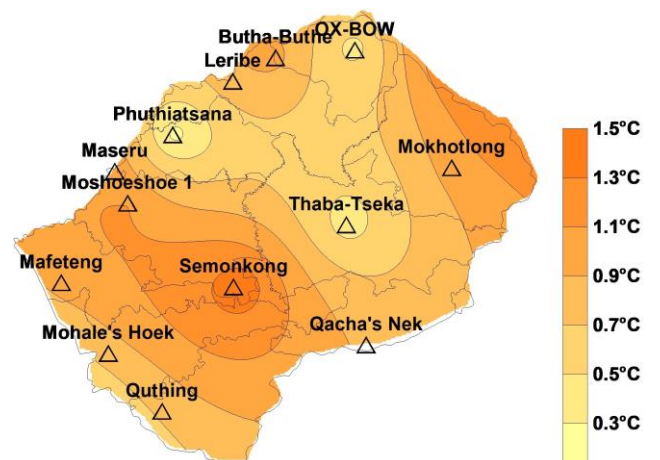 OX-BOW
Butha-Buthe
Leribe
Phuthiatsana
Maseru
Moshoeshoe 1
Mokhotlong
Thaba-Tseka
Mafeteng
Semonkong
Mohale's Hoek
Qacha's Nek
Quthing
1.5°C
1.3°C
1.1°C
0.9°C
0.7°C
0.5°C
0.3°C